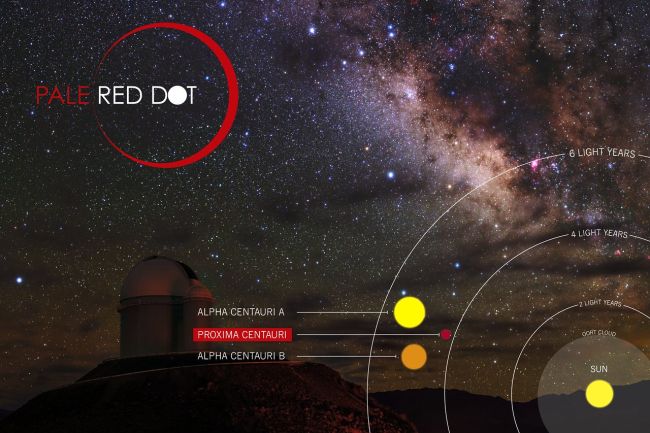 PALE RED DOT
6 LIGHT YEARS
4 LIGHT YEARS
2 LIGHT YEARS
OORT CLOUD
SUN
ALPHA CENTAURI A
PROXIMA CENTAURI
ALPHA CENTAURI B